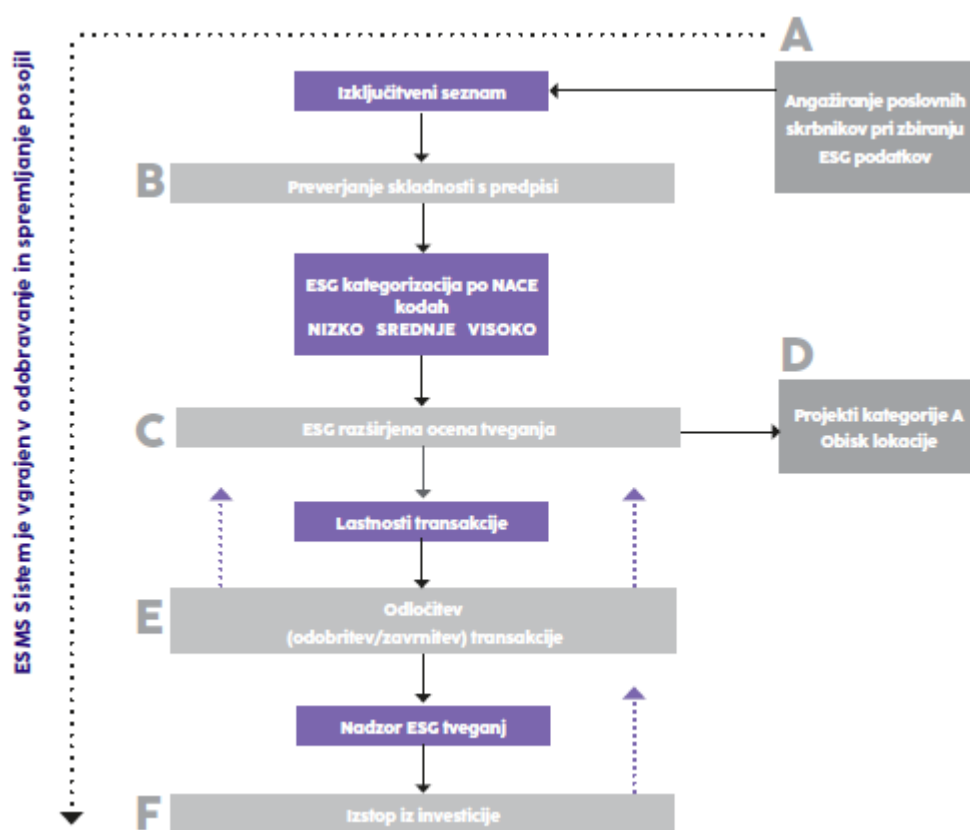 ESMS Sistem je vgrajen v odobravanje in spremljanje posojil
A
Izključitveni seznam
Angažiranje poslovnih
skrbnikov pri zbiranju
ESG podatkov
B
Preverjanje skladnosti s predpisi
ESG kategorizacija po NACE
kodah
NIZKO SREDNJE VISOKO
D
Projekti kategorije A
Obisk lokacije
C
ESG razširjena ocena tveganja
Lastnosti transakcije
E
Odločitev
(odobritev/zavrnitev) transakcije
Nadzor ESG tveganj
F
Izstop iz investicije